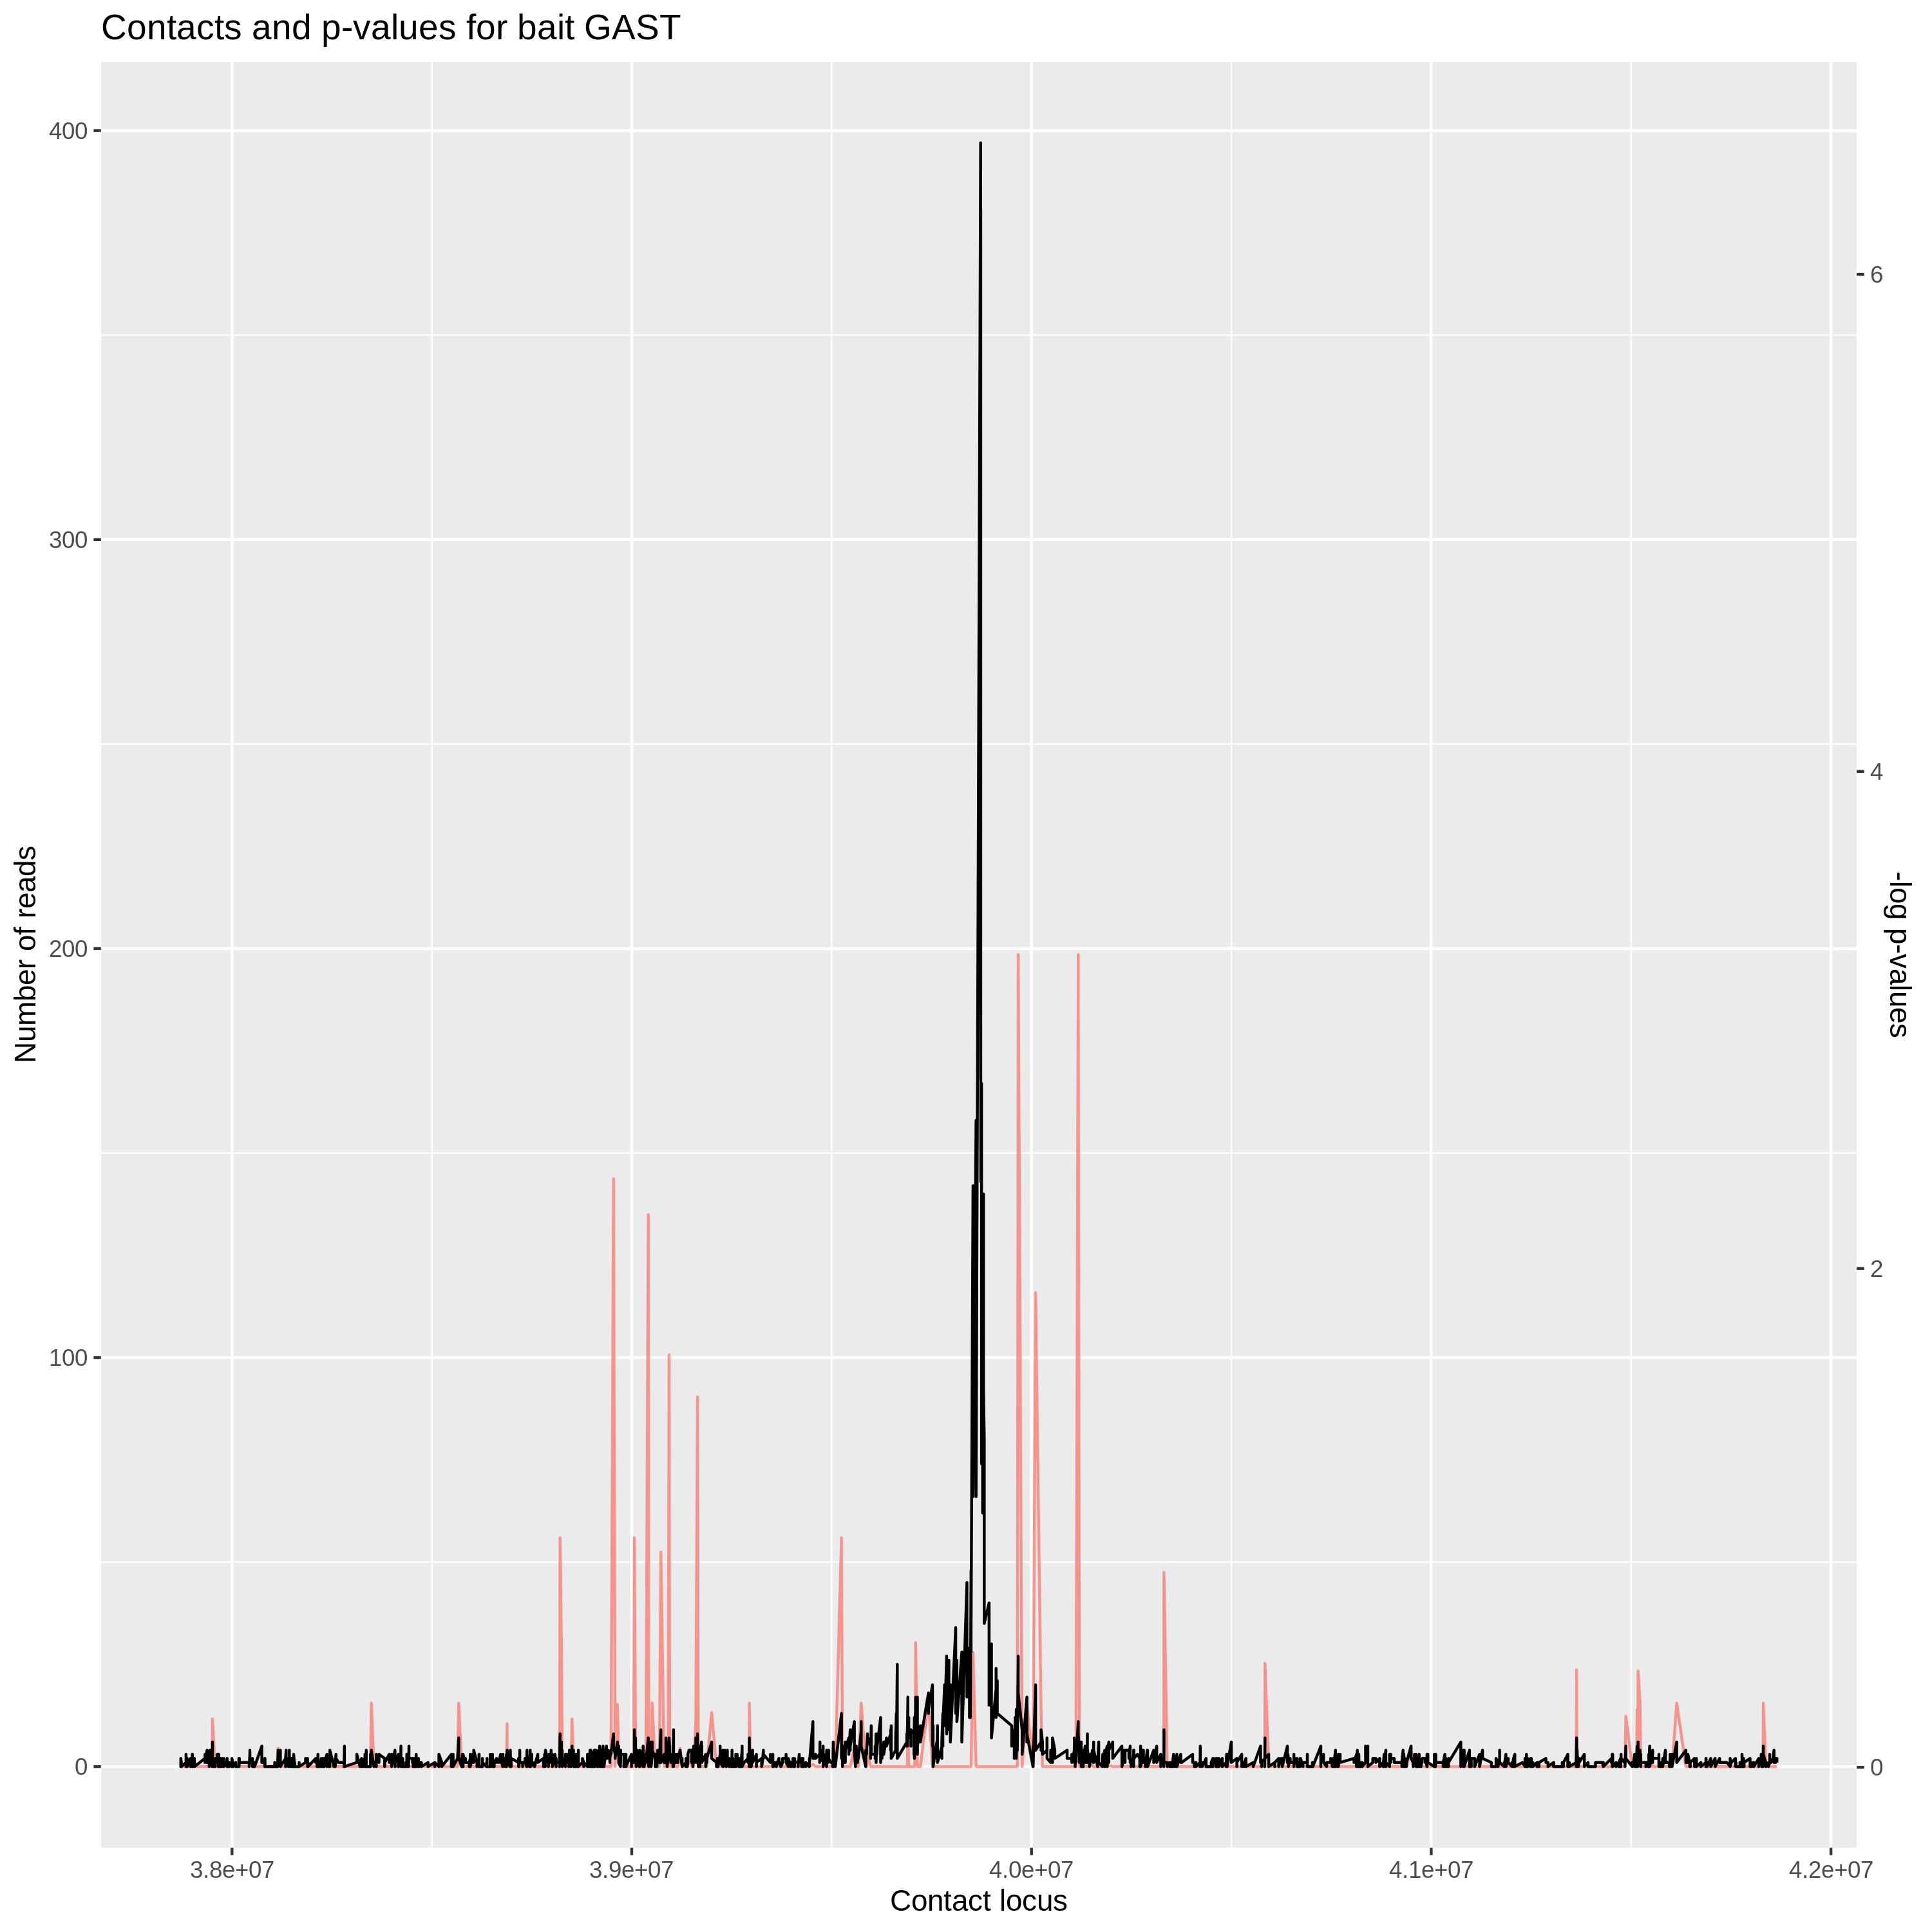 Contacts and p-values for bait GAST
400
300
200
100
0
Number of reads
6
4
2
0
-log p-values
3.8e+07
3.9e+07
4.0e+07
4.1e+07
4.2e+07
Contact locus